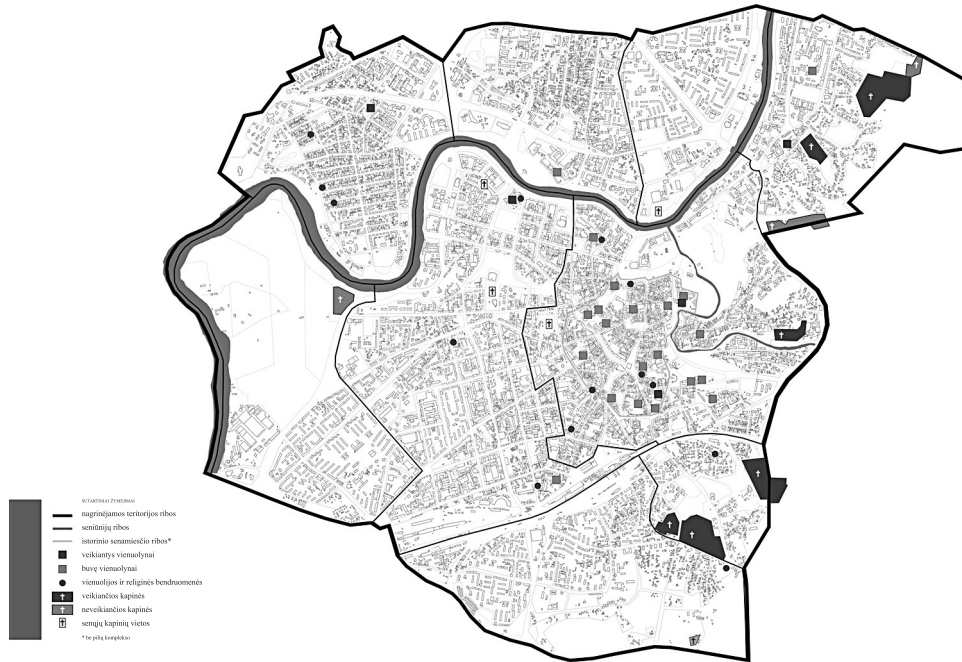 SUTARTINIAI ŽYMĖJIMAI
nagrinėjamos teritorijos ribos
seniūnijų ribos
istorinio senamiesčio ribos*
veikiantys vienuolynai
buvę vienuolynai
vienuolijos ir religinės bendruomenės
veikiančios kapinės
neveikiančios kapinės
senųjų kapinių vietos
* be pilių komplekso